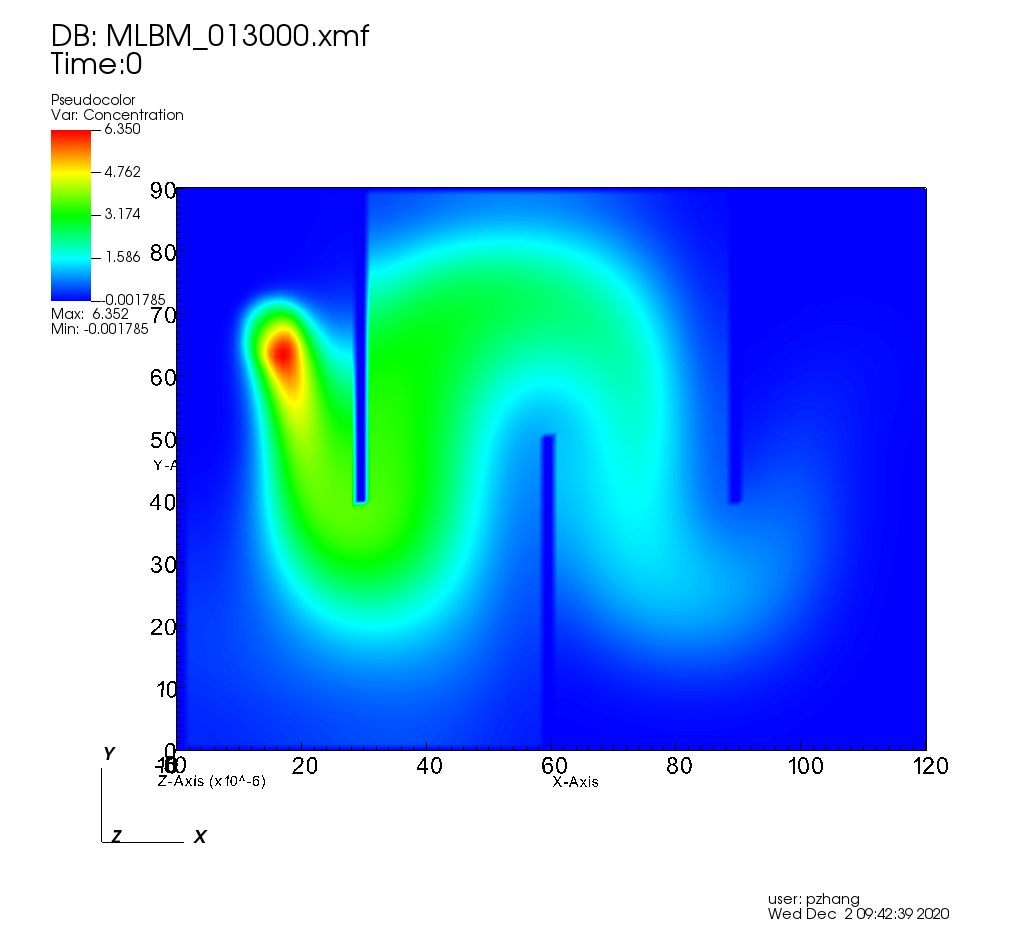 DB: MLBM_013000.xmf
Time:0
Pseudocolor
Var: Concentration
6.350
4.762
3.174
1.586
-0.001785
Max: 6.352
Min: -0.001785
90
80
70
60
50
Y-A
40
30
20
10
0
20 40 60 80 100 120
Z-Axis (x10^-6) X-Axis
Y
Z X
user: pzhang
Wed Dec 2 09:42:39 2020